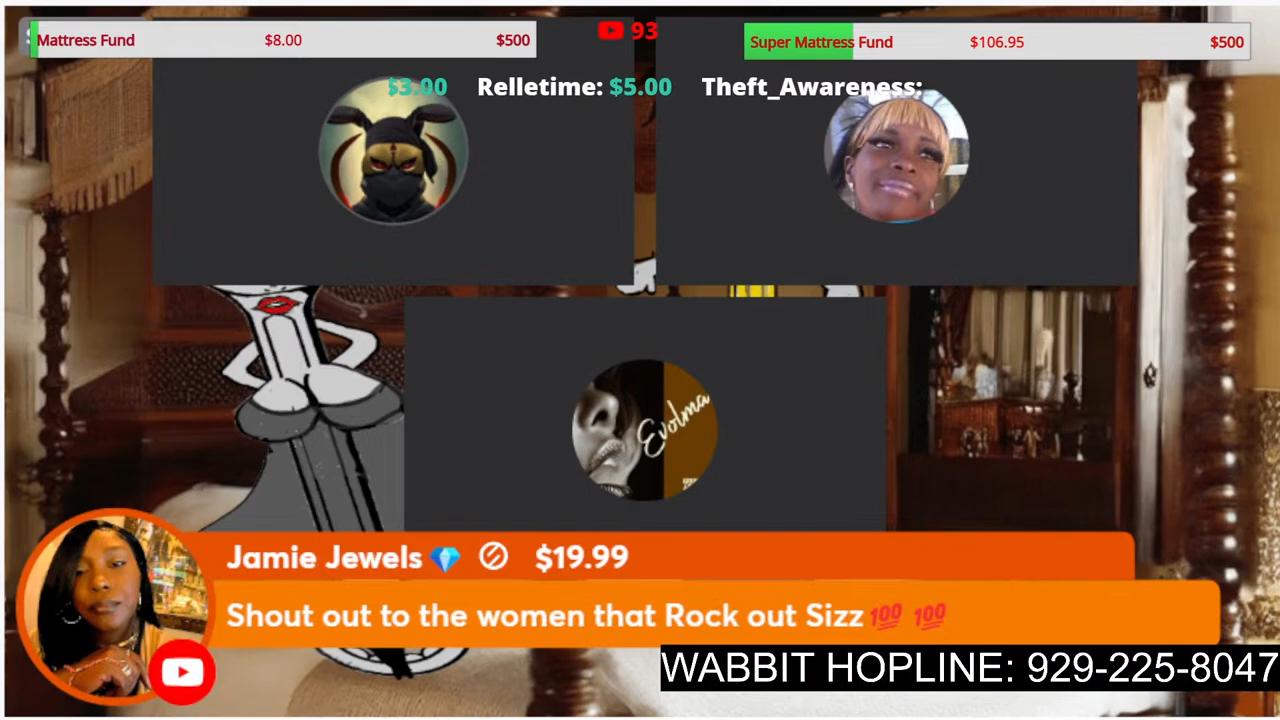 Mattress Fund $8.00 $500
93
Super Mattress Fund $106.95 $500
$3.00 Relletime: $5.00 Theft_Awareness:
Evolma
Jamie Jewels💎 $19.99
Shout out to the women that Rock out Sizz💯 💯
WABBIT HOPLINE: 929-225-8047